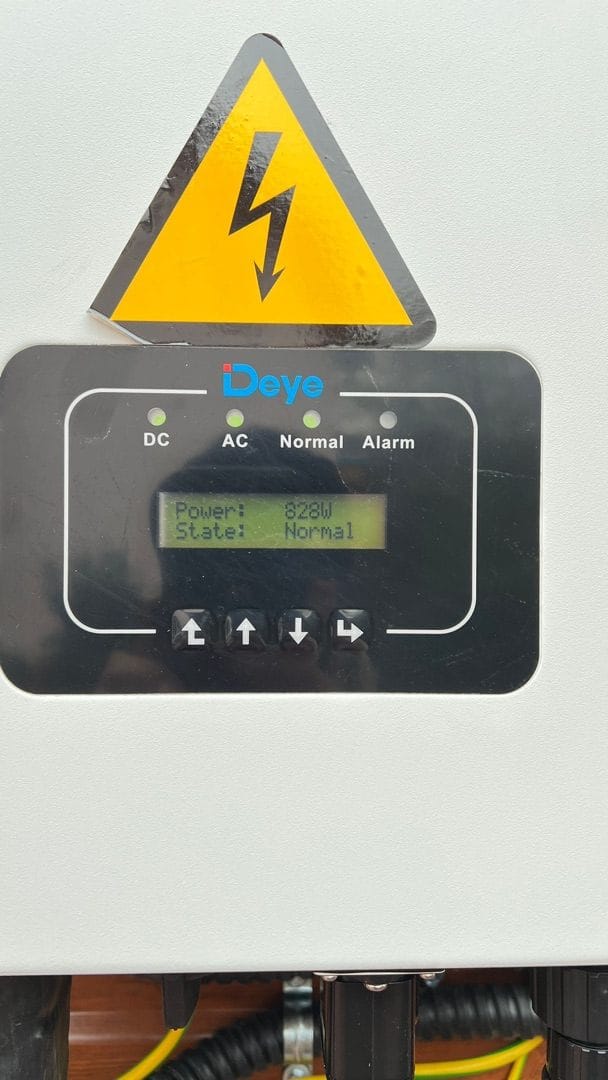 Deye
DC AC Normal Alarm
Power: 828W
State: Normal